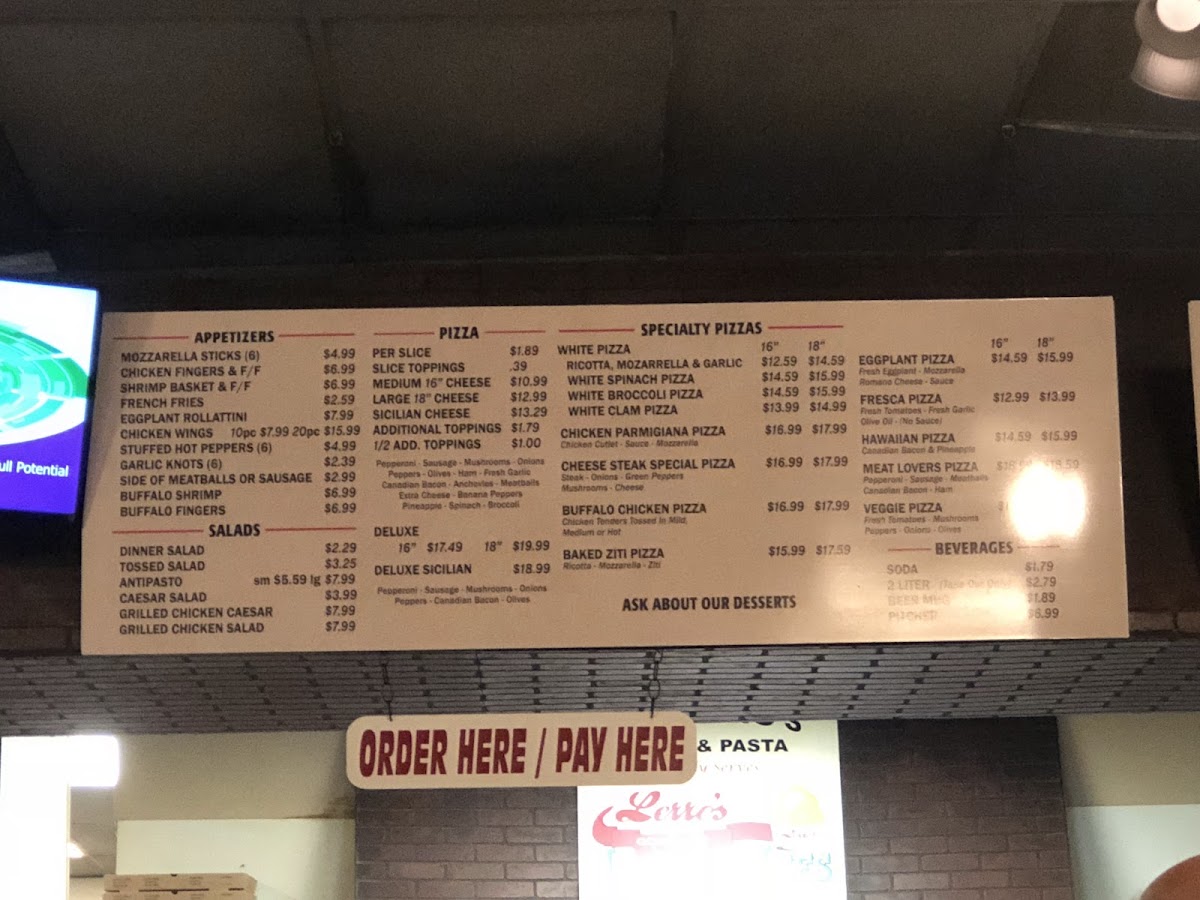 ull Potential
APPETIZERS
MOZZARELLA STICKS (6) $4.99
CHICKEN FINGERS & F/F $6.99
SHRIMP BASKET & F/F $6.99
FRENCH FRIES $2.59
EGGPLANT ROLLATTINI $7.99
CHICKEN WINGS 10pc $7.99 20pc $15.99
STUFFED HOT PEPPERS (6) $4.99
GARLIC KNOTS (6) $2.39
SIDE OF MEATBALLS OR SAUSAGE $2.99
BUFFALO SHRIMP $6.99
BUFFALO FINGERS $6.99
SALADS
DINNER SALAD $2.29
TOSSED SALAD $3.25
ANTIPASTO sm $5.59 lg $7.99
CAESAR SALAD $3.99
GRILLED CHICKEN CAESAR $7.99
GRILLED CHICKEN SALAD $7.99
PIZZA
PER SLICE $1.89
SLICE TOPPINGS .39
MEDIUM 16" CHEESE $10.99
LARGE 18" CHEESE $12.99
SICILIAN CHEESE $13.29
ADDITIONAL TOPPINGS $1.79
1/2 ADD. TOPPINGS $1.00
Pepperoni - Sausage - Mushrooms - Onions
Peppers - Olives - Ham - Fresh Garlic
Canadian Bacon - Anchovies - Meatballs
Extra Cheese - Banana Peppers
Pineapple - Spinach - Broccoli
DELUXE
16" $17.49 18" $19.99
DELUXE SICILIAN $18.99
Pepperoni - Sausage - Mushrooms - Onions
Peppers - Canadian Bacon - Olives
SPECIALTY PIZZAS
WHITE PIZZA 16" 18"
RICOTTA, MOZARRELLA & GARLIC $12.59 $14.59
WHITE SPINACH PIZZA $14.59 $15.99
WHITE BROCCOLI PIZZA $14.59 $15.99
WHITE CLAM PIZZA $13.99 $14.99
CHICKEN PARMIGIANA PIZZA $16.99 $17.99
Chicken Cutlet - Sauce - Mozzarella
CHEESE STEAK SPECIAL PIZZA $16.99 $17.99
Steak - Onions - Green Peppers
Mushrooms - Cheese
BUFFALO CHICKEN PIZZA $16.99 $17.99
Chicken Tenders Tossed in Mild,
Medium or Hot
BAKED ZITI PIZZA $15.99 $17.59
Ricotta - Mozzarella - Ziti
ASK ABOUT OUR DESSERTS
16" 18"
EGGPLANT PIZZA $14.59 $15.99
Fresh Eggplant - Mozzarella
Romano Cheese - Sauce
FRESCA PIZZA $12.99 $13.99
Fresh Tomatoes - Fresh Garlic
Olive Oil - (No Sauce)
HAWAIIAN PIZZA $14.59 $15.99
Canadian Bacon & Pineapple
MEAT LOVERS PIZZA
Pepperoni - Sausage - Meatballs
Canadian Bacon - Ham
VEGGIE PIZZA
Fresh Tomatoes - Mushrooms
Peppers - Onions - Olives
BEVERAGES
SODA $1.79
2 LITER $2.79
BEER MUG $1.89
PITCHER $6.99
ORDER HERE / PAY HERE
& PASTA
Lorro's